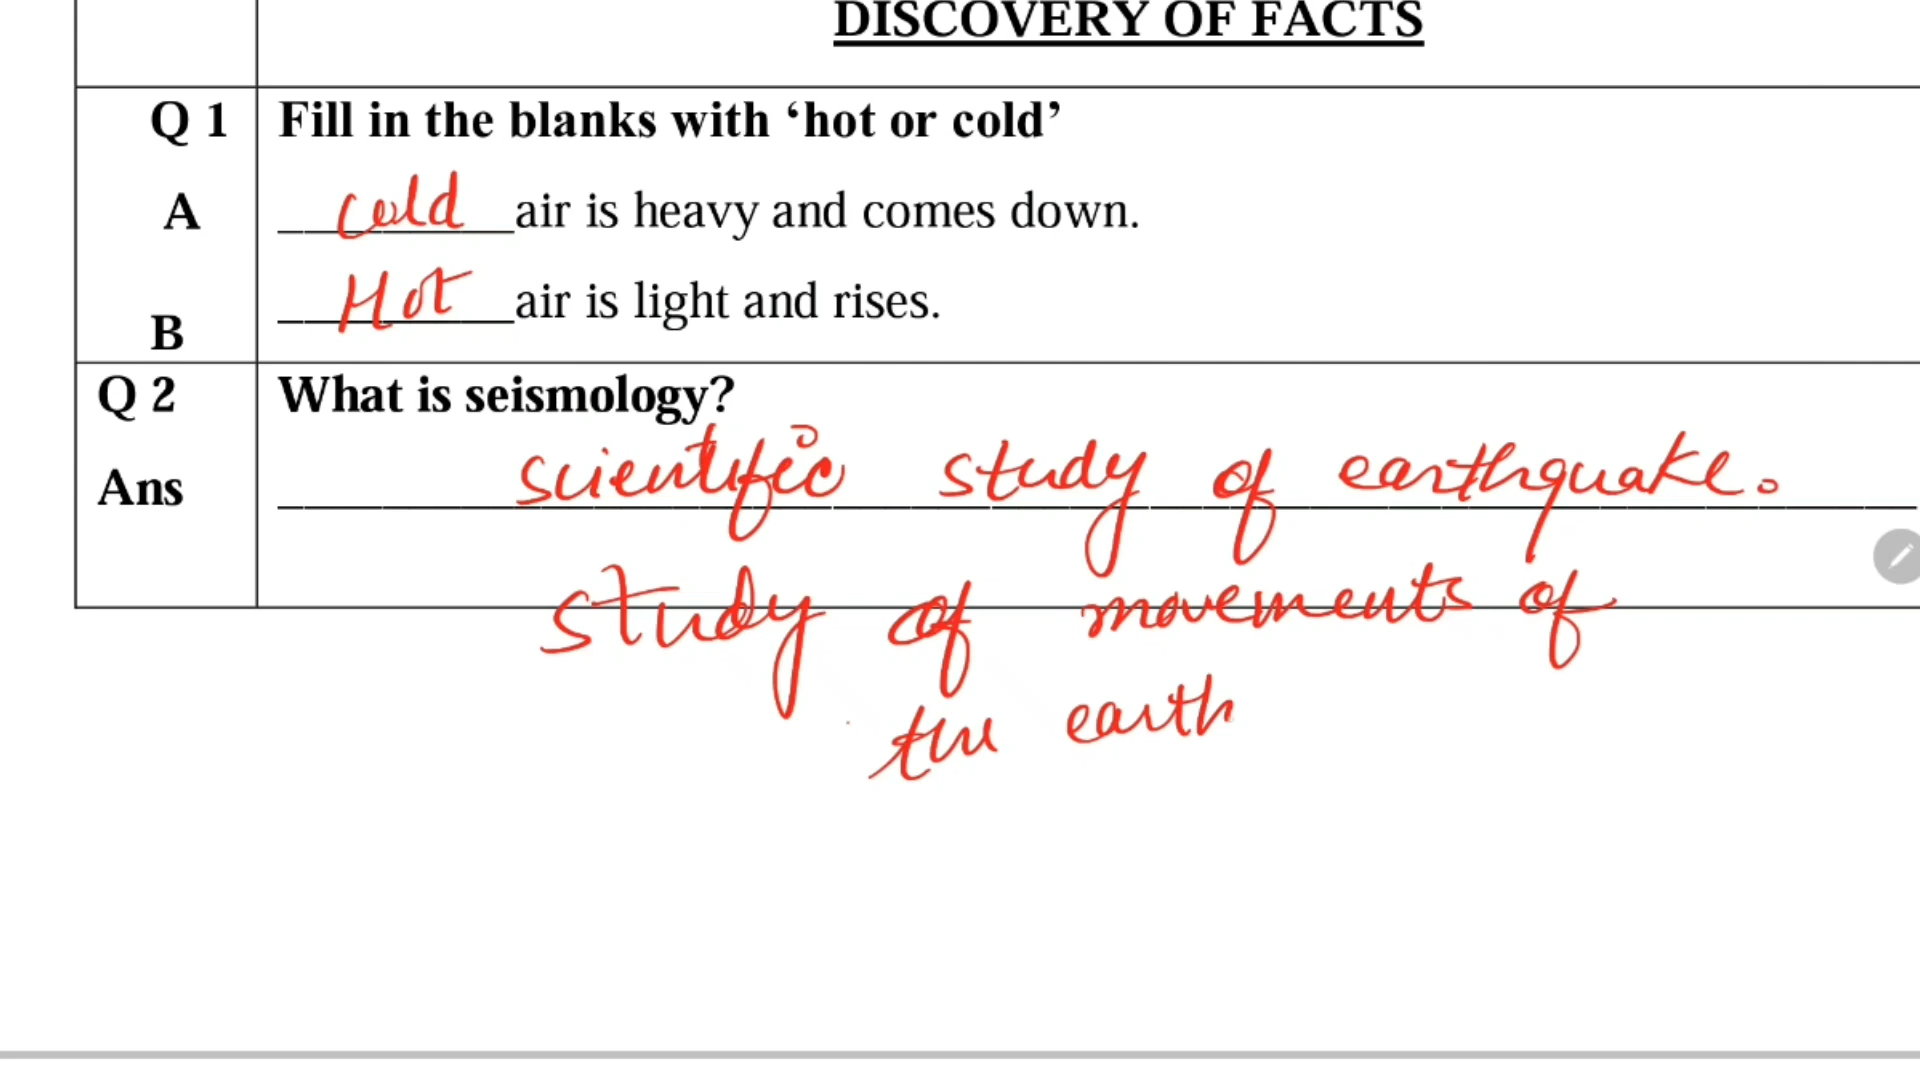 DISCOVERY OF FACTS
Q 1 Fill in the blanks with ‘hot or cold’
A cold air is heavy and comes down.
B Hot air is light and rises.
Q 2 What is seismology?
Ans scientific study of earthquake.
study of movements of
the earth